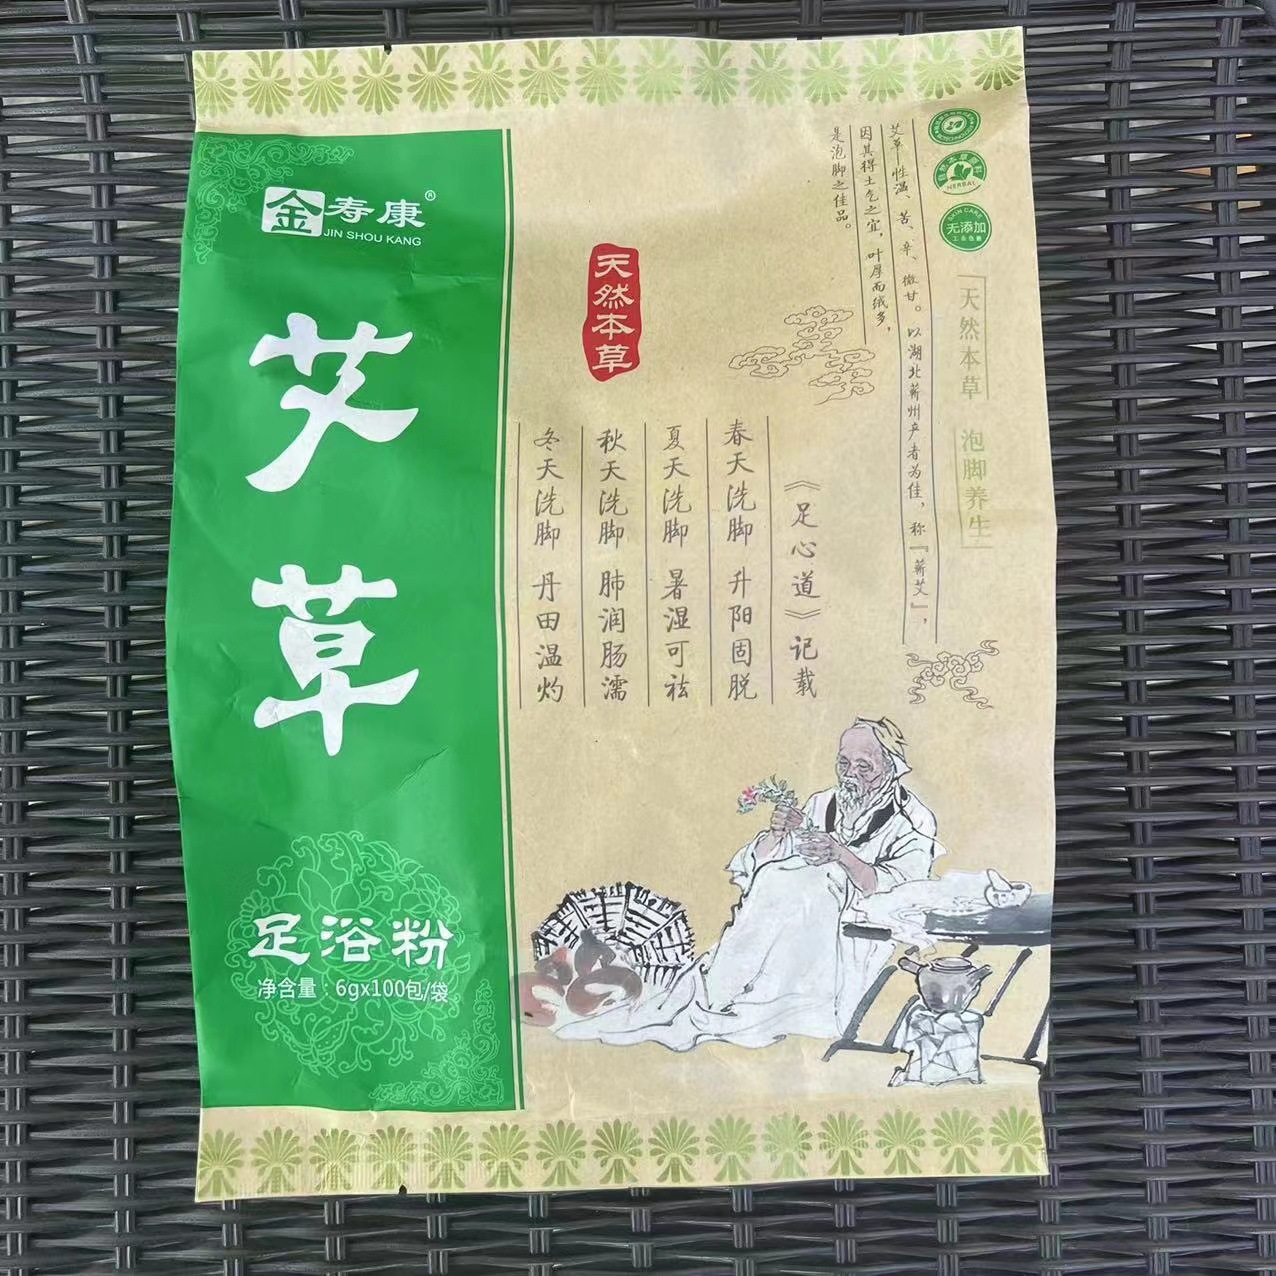 金寿康®
JIN SHOU KANG
艾草
足浴粉
净含量：6gx100包/袋
天然本草
《足心道》记载
春天洗脚 升阳固脱
夏天洗脚 暑湿可祛
秋天洗脚 肺润肠濡
冬天洗脚 丹田温灼
艾草 性温、苦、辛、微甘。以湖北蕲州产者为佳，称『蕲艾』，
因其得土气之宜，叶厚而绒多，
是泡脚之佳品。
HERBAL
SKIN CARE
无添加
天然本草 泡脚养生